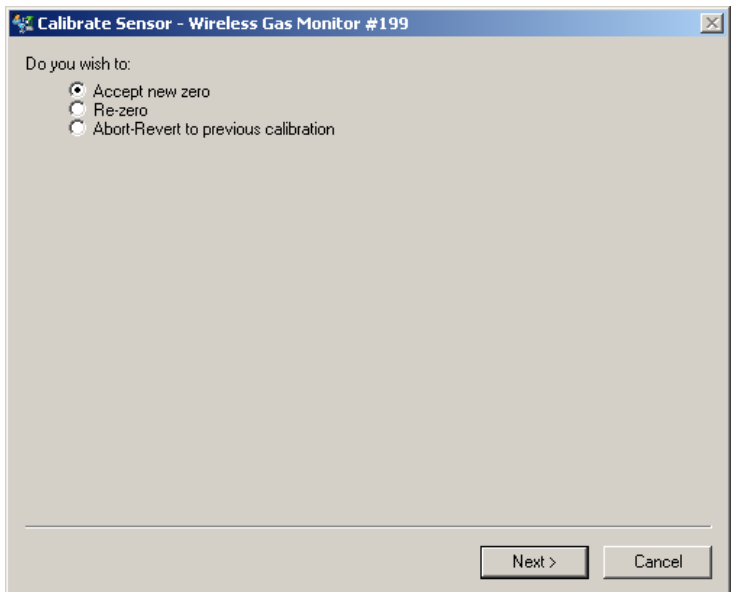 Calibrate Sensor - Wireless Gas Monitor #199
Do you wish to:
Accept new zero
Re-zero
Abort-Revert to previous calibration
Next >
Cancel